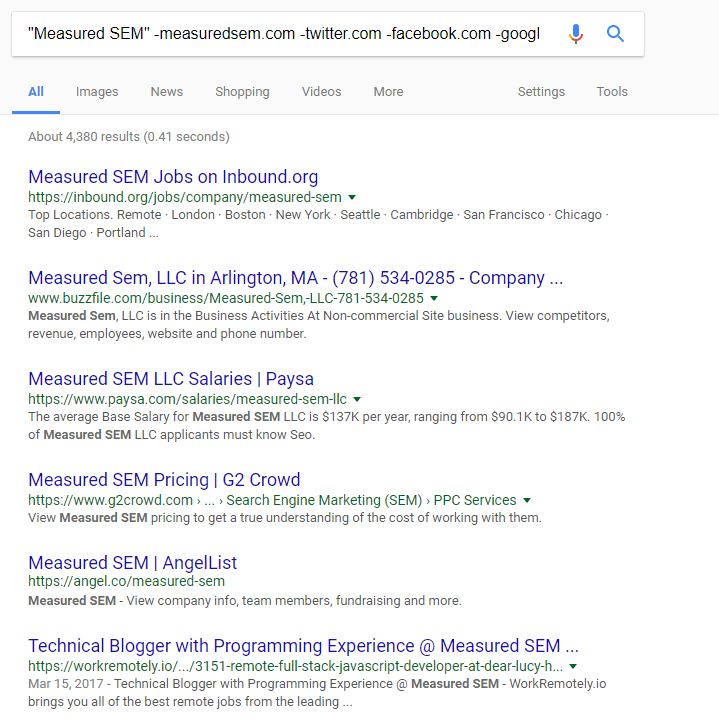 "Measured SEM" -measuredsem.com -twitter.com -facebook.com -googl
All Images News Shopping Videos More Settings Tools
About 4,380 results (0.41 seconds)
Measured SEM Jobs on Inbound.org
https://inbound.org/jobs/company/measured-sem
Top Locations. Remote · London · Boston · New York · Seattle · Cambridge · San Francisco · Chicago ·
San Diego · Portland ...
Measured Sem, LLC in Arlington, MA - (781) 534-0285 - Company ...
www.buzzfile.com/business/Measured-Sem,-LLC-781-534-0285
Measured Sem, LLC is in the Business Activities At Non-commercial Site business. View competitors,
revenue, employees, website and phone number.
Measured SEM LLC Salaries | Paysa
https://www.paysa.com/salaries/measured-sem-llc
The average Base Salary for Measured SEM LLC is $137K per year, ranging from $90.1K to $187K. 100%
of Measured SEM LLC applicants must know Seo.
Measured SEM Pricing | G2 Crowd
https://www.g2crowd.com › ... › Search Engine Marketing (SEM) › PPC Services
View Measured SEM pricing to get a true understanding of the cost of working with them.
Measured SEM | AngelList
https://angel.co/measured-sem
Measured SEM - View company info, team members, fundraising and more.
Technical Blogger with Programming Experience @ Measured SEM ...
https://workremotely.io/.../3151-remote-full-stack-javascript-developer-at-dear-lucy-h...
Mar 15, 2017 - Technical Blogger with Programming Experience @ Measured SEM - WorkRemotely.io
brings you all of the best remote jobs from the leading ...